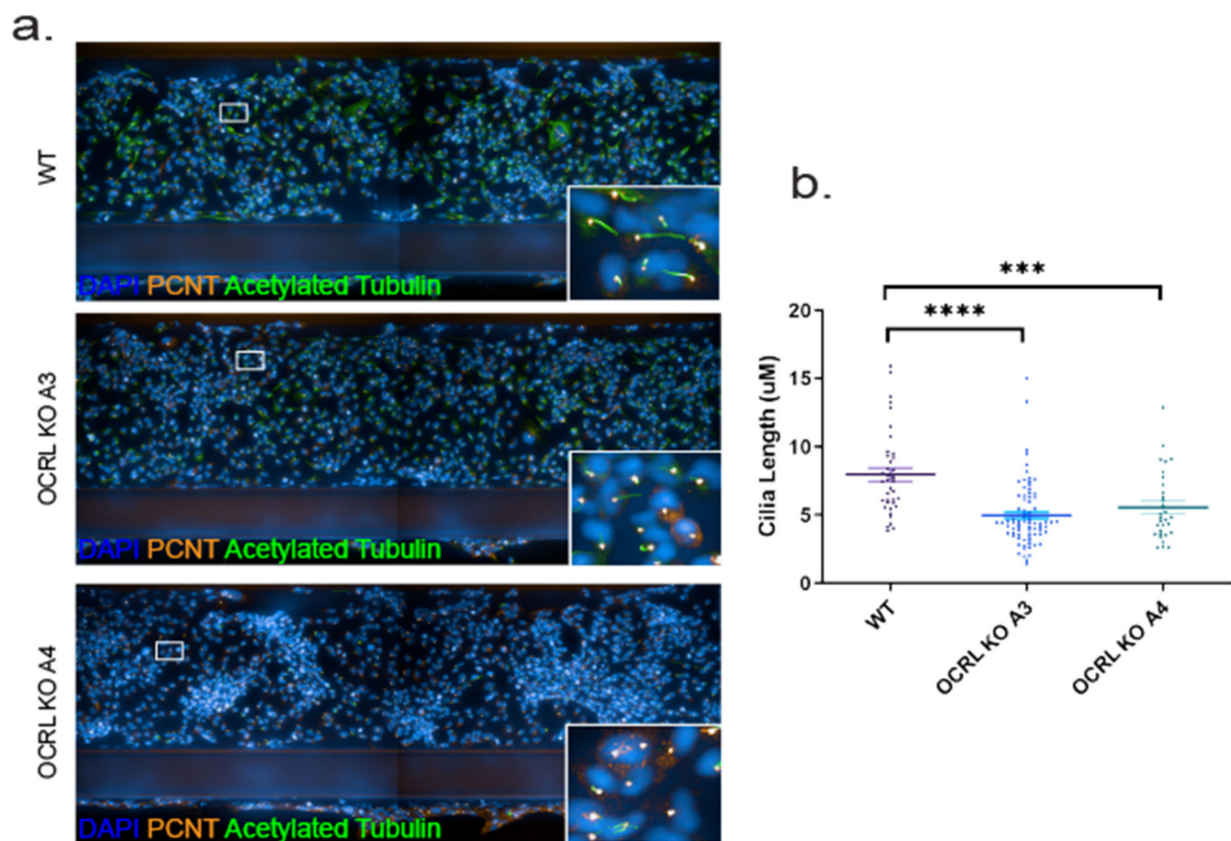 a.
WT
DAPI PCNT Acetylated Tubulin
OCRL KO A3
DAPI PCNT Acetylated Tubulin
OCRL KO A4
DAPI PCNT Acetylated Tubulin
b.
***
****
Cilia Length (uM)
20
15
10
5
0
WT
OCRL KO A3
OCRL KO A4